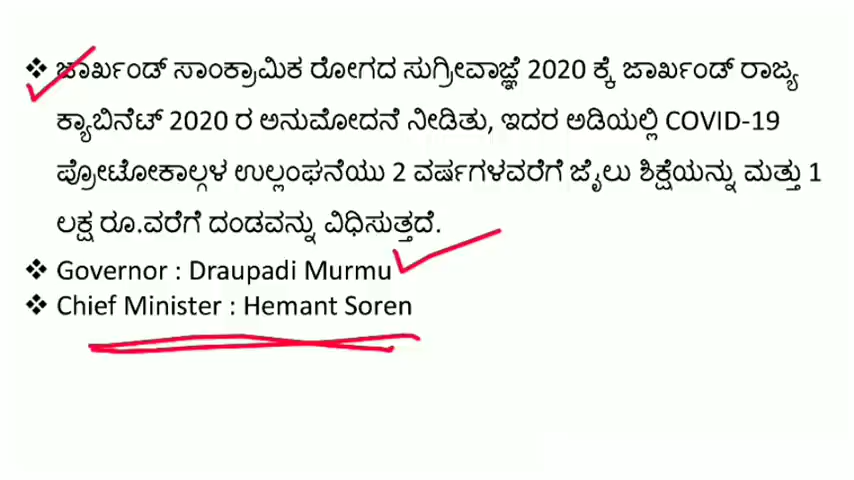 ❖ ಜಾರ್ಖಂಡ್ ಸಾಂಕ್ರಾಮಿಕ ರೋಗದ ಸುಗ್ರೀವಾಜ್ಞೆ 2020 ಕ್ಕೆ ಜಾರ್ಖಂಡ್ ರಾಜ್ಯ
ಕ್ಯಾಬಿನೆಟ್ 2020 ರ ಅನುಮೋದನೆ ನೀಡಿತು, ಇದರ ಅಡಿಯಲ್ಲಿ COVID-19
ಪ್ರೋಟೋಕಾಲ್ಗಳ ಉಲ್ಲಂಘನೆಯು 2 ವರ್ಷಗಳವರೆಗೆ ಜೈಲು ಶಿಕ್ಷೆಯನ್ನು ಮತ್ತು 1
ಲಕ್ಷ ರೂ.ವರೆಗೆ ದಂಡವನ್ನು ವಿಧಿಸುತ್ತದೆ.
❖ Governor : Draupadi Murmu
❖ Chief Minister : Hemant Soren